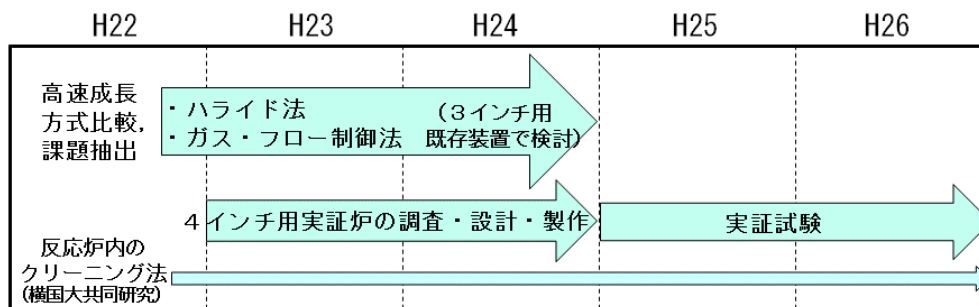 H22 H23 H24 H25 H26
高速成長
方式比較,
課題抽出
・ハライド法 (3インチ用
・ガス・フロー制御法 既存装置で検討)
4インチ用実証炉の調査・設計・製作
実証試験
反応炉内の
クリーニング法
(横国大共同研究)